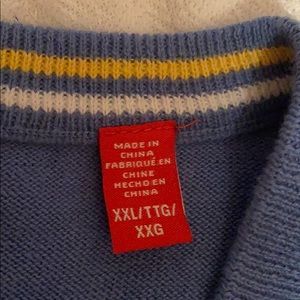 MADE IN
CHINA
FABRIQUÉ EN
CHINE
HECHO EN
CHINA
XXL/TTG/
XXG